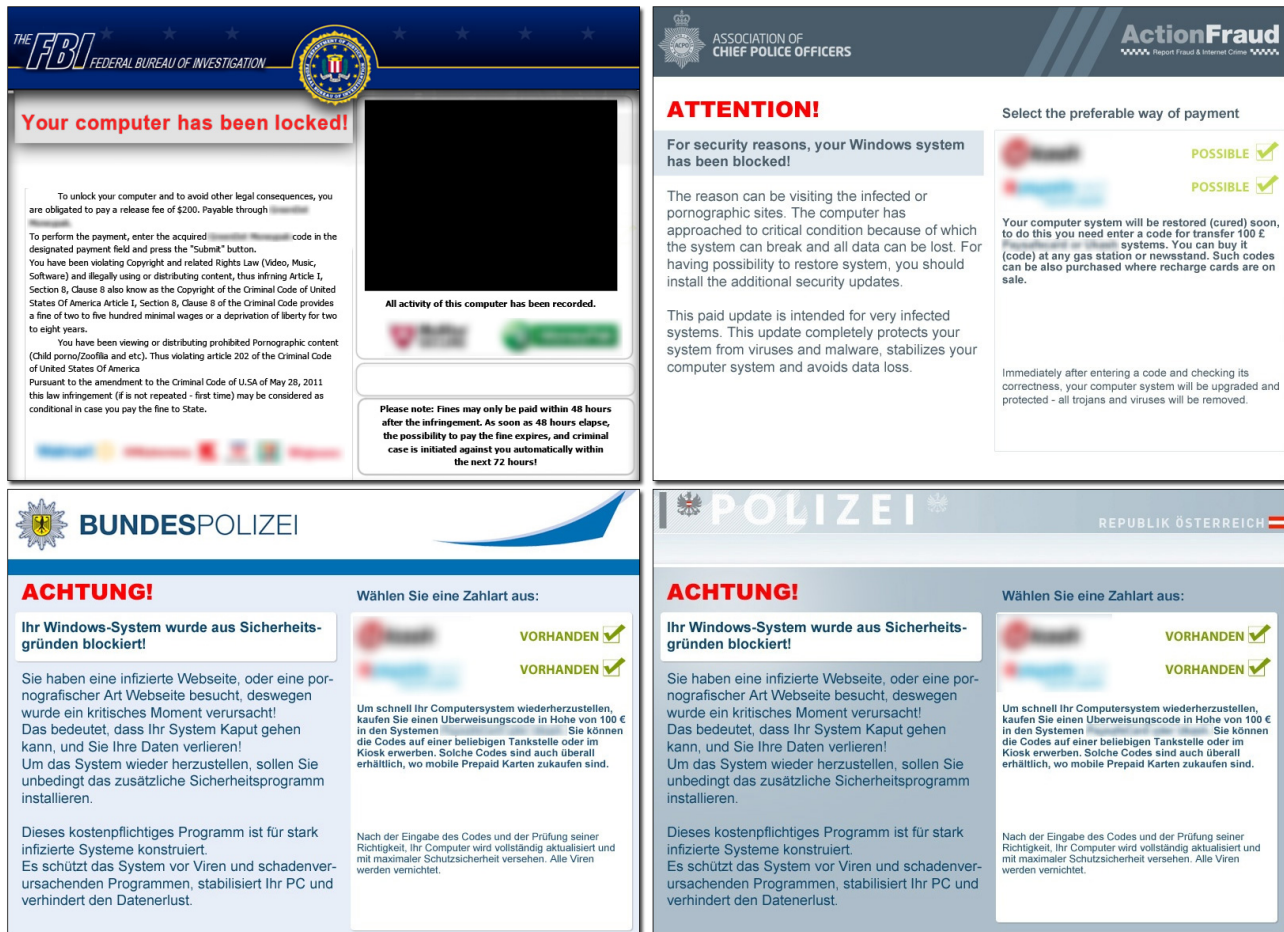 THE FBI FEDERAL BUREAU OF INVESTIGATION
Your computer has been locked!
To unlock your computer and to avoid other legal consequences, you
are obligated to pay a release fee of $200. Payable through
To perform the payment, enter the acquired code in the
designated payment field and press the "Submit" button.
You have been violating Copyright and related Rights Law (Video, Music,
Software) and illegally using or distributing content, thus infrning Article I,
Section 8, Clause 8 also know as the Copyright of the Criminal Code of United
States Of America Article I, Section 8, Clause 8 of the Criminal Code provides
a fine of two to five hundred minimal wages or a deprivation of liberty for two
to eight years.
You have been viewing or distributing prohibited Pornographic content
(Child porno/Zoofilia and etc). Thus violating article 202 of the Criminal Code
of United States Of America
Pursuant to the amendment to the Criminal Code of U.SA of May 28, 2011
this law infringement (if is not repeated - first time) may be considered as
conditional in case you pay the fine to State.
All activity of this computer has been recorded.
Please note: Fines may only be paid within 48 hours
after the infringement. As soon as 48 hours elapse,
the possibility to pay the fine expires, and criminal
case is initiated against you automatically within
the next 72 hours!
ASSOCIATION OF
CHIEF POLICE OFFICERS
ActionFraud
Report Fraud & Internet Crime
ATTENTION!
For security reasons, your Windows system
has been blocked!
The reason can be visiting the infected or
pornographic sites. The computer has
approached to critical condition because of which
the system can break and all data can be lost. For
having possibility to restore system, you should
install the additional security updates.
This paid update is intended for very infected
systems. This update completely protects your
system from viruses and malware, stabilizes your
computer system and avoids data loss.
Select the preferable way of payment
POSSIBLE
POSSIBLE
Your computer system will be restored (cured) soon,
to do this you need enter a code for transfer 100 £
systems. You can buy it
(code) at any gas station or newsstand. Such codes
can be also purchased where recharge cards are on
sale.
Immediately after entering a code and checking its
correctness, your computer system will be upgraded and
protected - all trojans and viruses will be removed.
BUNDESPOLIZEI
ACHTUNG!
Ihr Windows-System wurde aus Sicherheits-
gründen blockiert!
Sie haben eine infizierte Webseite, oder eine por-
nografischer Art Webseite besucht, deswegen
wurde ein kritisches Moment verursacht!
Das bedeutet, dass Ihr System Kaput gehen
kann, und Sie Ihre Daten verlieren!
Um das System wieder herzustellen, sollen Sie
unbedingt das zusätzliche Sicherheitsprogramm
installieren.
Dieses kostenpflichtiges Programm ist für stark
infizierte Systeme konstruiert.
Es schützt das System vor Viren und schadenver-
ursachenden Programmen, stabilisiert Ihr PC und
verhindert den Datenerlust.
Wählen Sie eine Zahlart aus:
VORHANDEN
VORHANDEN
Um schnell Ihr Computersystem wiederherzustellen,
kaufen Sie einen Uberweisungscode in Hohe von 100 €
in den Systemen Sie können
die Codes auf einer beliebigen Tankstelle oder im
Kiosk erwerben. Solche Codes sind auch überall
erhältlich, wo mobile Prepaid Karten zukaufen sind.
Nach der Eingabe des Codes und der Prüfung seiner
Richtigkeit, Ihr Computer wird vollständig aktualisiert und
mit maximaler Schutzsicherheit versehen. Alle Viren
werden vernichtet.
POLIZEI
REPUBLIK ÖSTERREICH
ACHTUNG!
Ihr Windows-System wurde aus Sicherheits-
gründen blockiert!
Sie haben eine infizierte Webseite, oder eine por-
nografischer Art Webseite besucht, deswegen
wurde ein kritisches Moment verursacht!
Das bedeutet, dass Ihr System Kaput gehen
kann, und Sie Ihre Daten verlieren!
Um das System wieder herzustellen, sollen Sie
unbedingt das zusätzliche Sicherheitsprogramm
installieren.
Dieses kostenpflichtiges Programm ist für stark
infizierte Systeme konstruiert.
Es schützt das System vor Viren und schadenver-
ursachenden Programmen, stabilisiert Ihr PC und
verhindert den Datenerlust.
Wählen Sie eine Zahlart aus:
VORHANDEN
VORHANDEN
Um schnell Ihr Computersystem wiederherzustellen,
kaufen Sie einen Uberweisungscode in Hohe von 100 €
in den Systemen Sie können
die Codes auf einer beliebigen Tankstelle oder im
Kiosk erwerben. Solche Codes sind auch überall
erhältlich, wo mobile Prepaid Karten zukaufen sind.
Nach der Eingabe des Codes und der Prüfung seiner
Richtigkeit, Ihr Computer wird vollständig aktualisiert und
mit maximaler Schutzsicherheit versehen. Alle Viren
werden vernichtet.